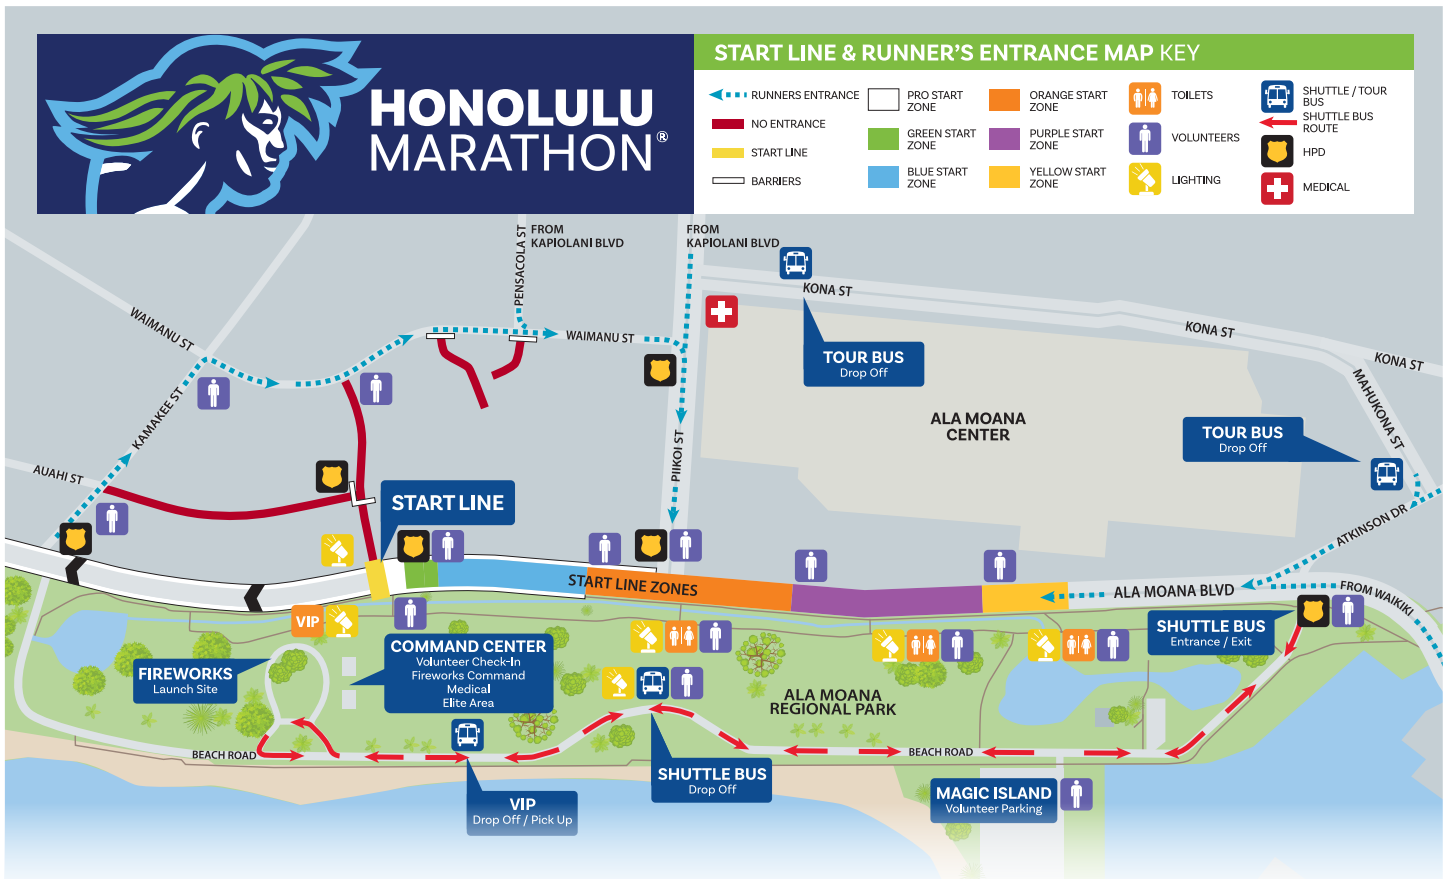 HONOLULU
MARATHON®
START LINE & RUNNER'S ENTRANCE MAP KEY
RUNNERS ENTRANCE
NO ENTRANCE
START LINE
BARRIERS
PRO START
ZONE
GREEN START
ZONE
BLUE START
ZONE
ORANGE START
ZONE
PURPLE START
ZONE
YELLOW START
ZONE
TOILETS
VOLUNTEERS
LIGHTING
SHUTTLE / TOUR
BUS
SHUTTLE BUS
ROUTE
HPD
MEDICAL
FROM
KAPIOLANI BLVD
FROM
KAPIOLANI BLVD
PENSACOLA ST
KONA ST
KONA ST
KONA ST
WAIMANU ST
WAIMANU ST
TOUR BUS
Drop Off
MAHUKONA ST
KAMAKEE ST
ALA MOANA
CENTER
TOUR BUS
Drop Off
PIIKOI ST
AUAHI ST
START LINE
ATKINSON DR
START LINE ZONES
ALA MOANA BLVD
FROM WAIKIKI
VIP
SHUTTLE BUS
Entrance / Exit
COMMAND CENTER
Volunteer Check-In
Fireworks Command
Medical
Elite Area
FIREWORKS
Launch Site
ALA MOANA
REGIONAL PARK
BEACH ROAD
BEACH ROAD
SHUTTLE BUS
Drop Off
VIP
Drop Off / Pick Up
MAGIC ISLAND
Volunteer Parking